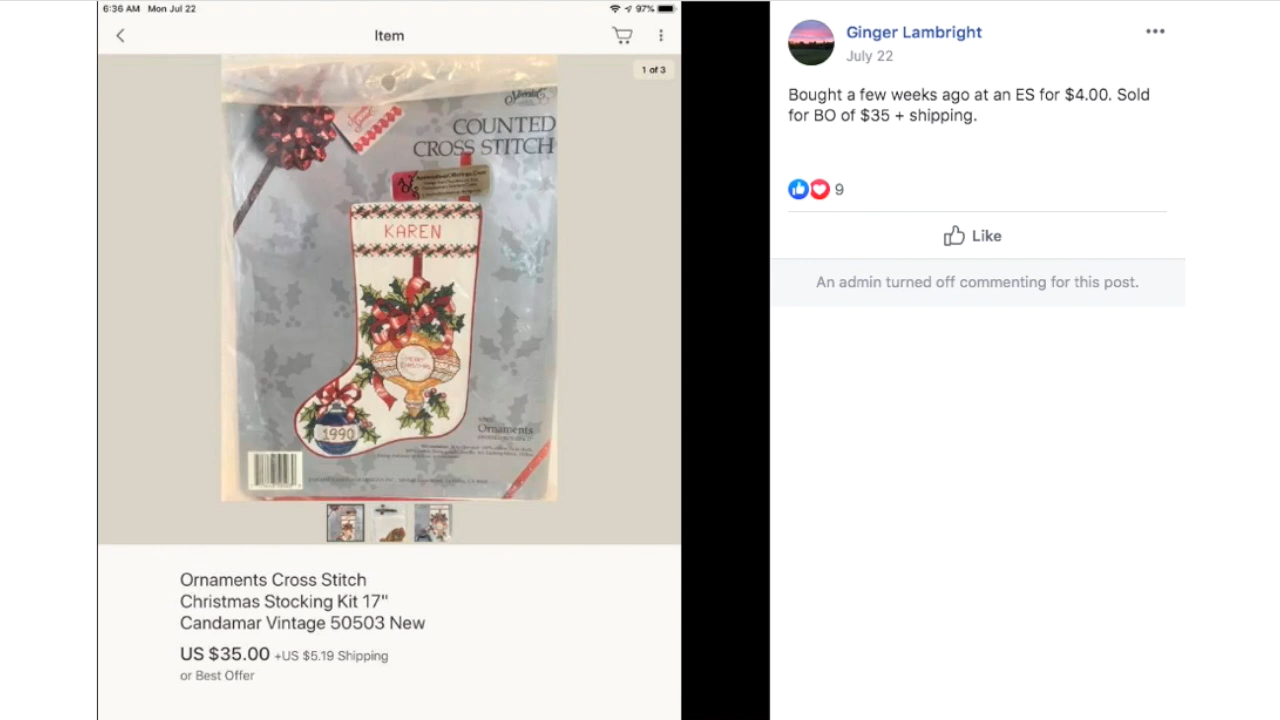 6:36 AM Mon Jul 22
97%
Item
1 of 3
COUNTED
CROSS STITCH
KAREN
MERRY
CHRISTMAS
1990
Ornaments
Ornaments Cross Stitch
Christmas Stocking Kit 17"
Candamar Vintage 50503 New
US $35.00 +US $5.19 Shipping
or Best Offer
Ginger Lambright
July 22
Bought a few weeks ago at an ES for $4.00. Sold
for BO of $35 + shipping.
9
Like
An admin turned off commenting for this post.